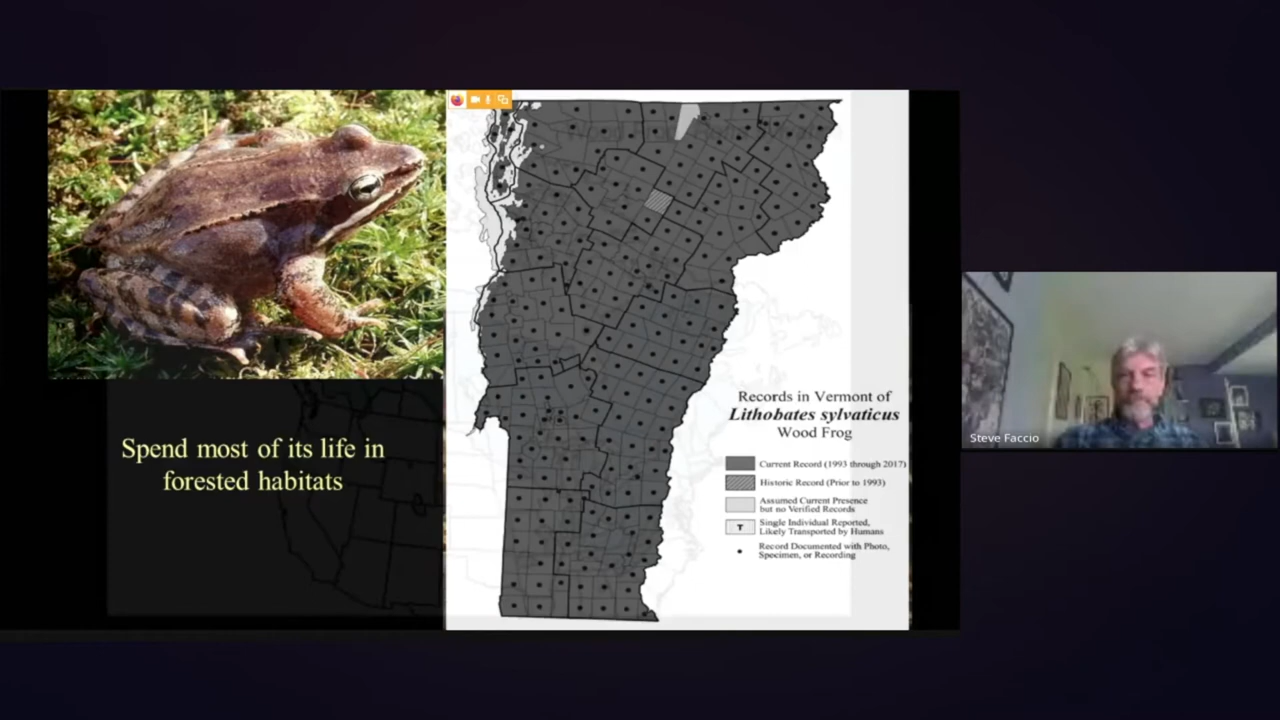 Spend most of its life in
forested habitats
Records in Vermont of
Lithobates sylvaticus
Wood Frog
Current Record (1993 through 2017)
Historic Record (Prior to 1993)
Assumed Current Presence
but no Verified Records
T
Single Individual Reported,
Likely Transported by Humans
Record Documented with Photo,
Specimen, or Recording
Steve Faccio